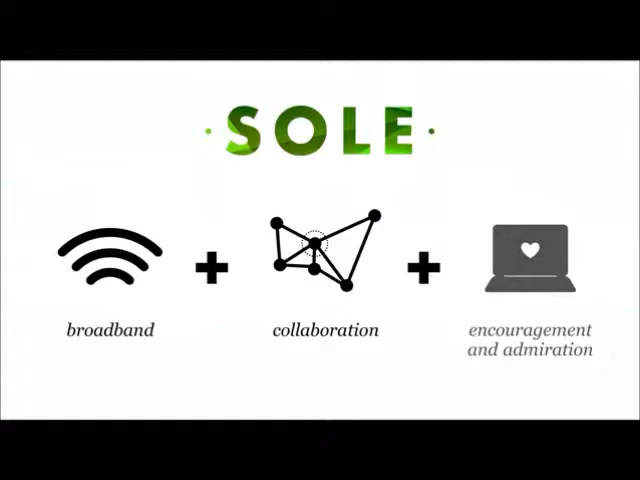 SOLE
broadband
collaboration
encouragement
and admiration